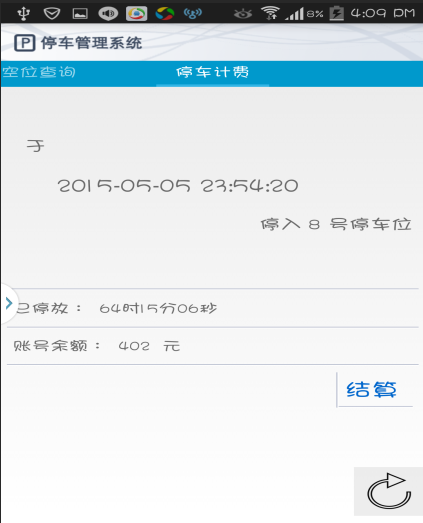 8% 4:09 PM
P 停车管理系统
空位查询 停车计费
于
2015-05-05 23:54:20
停入 8 号停车位
已停放： 64时15分06秒
账号余额： 402 元
结算